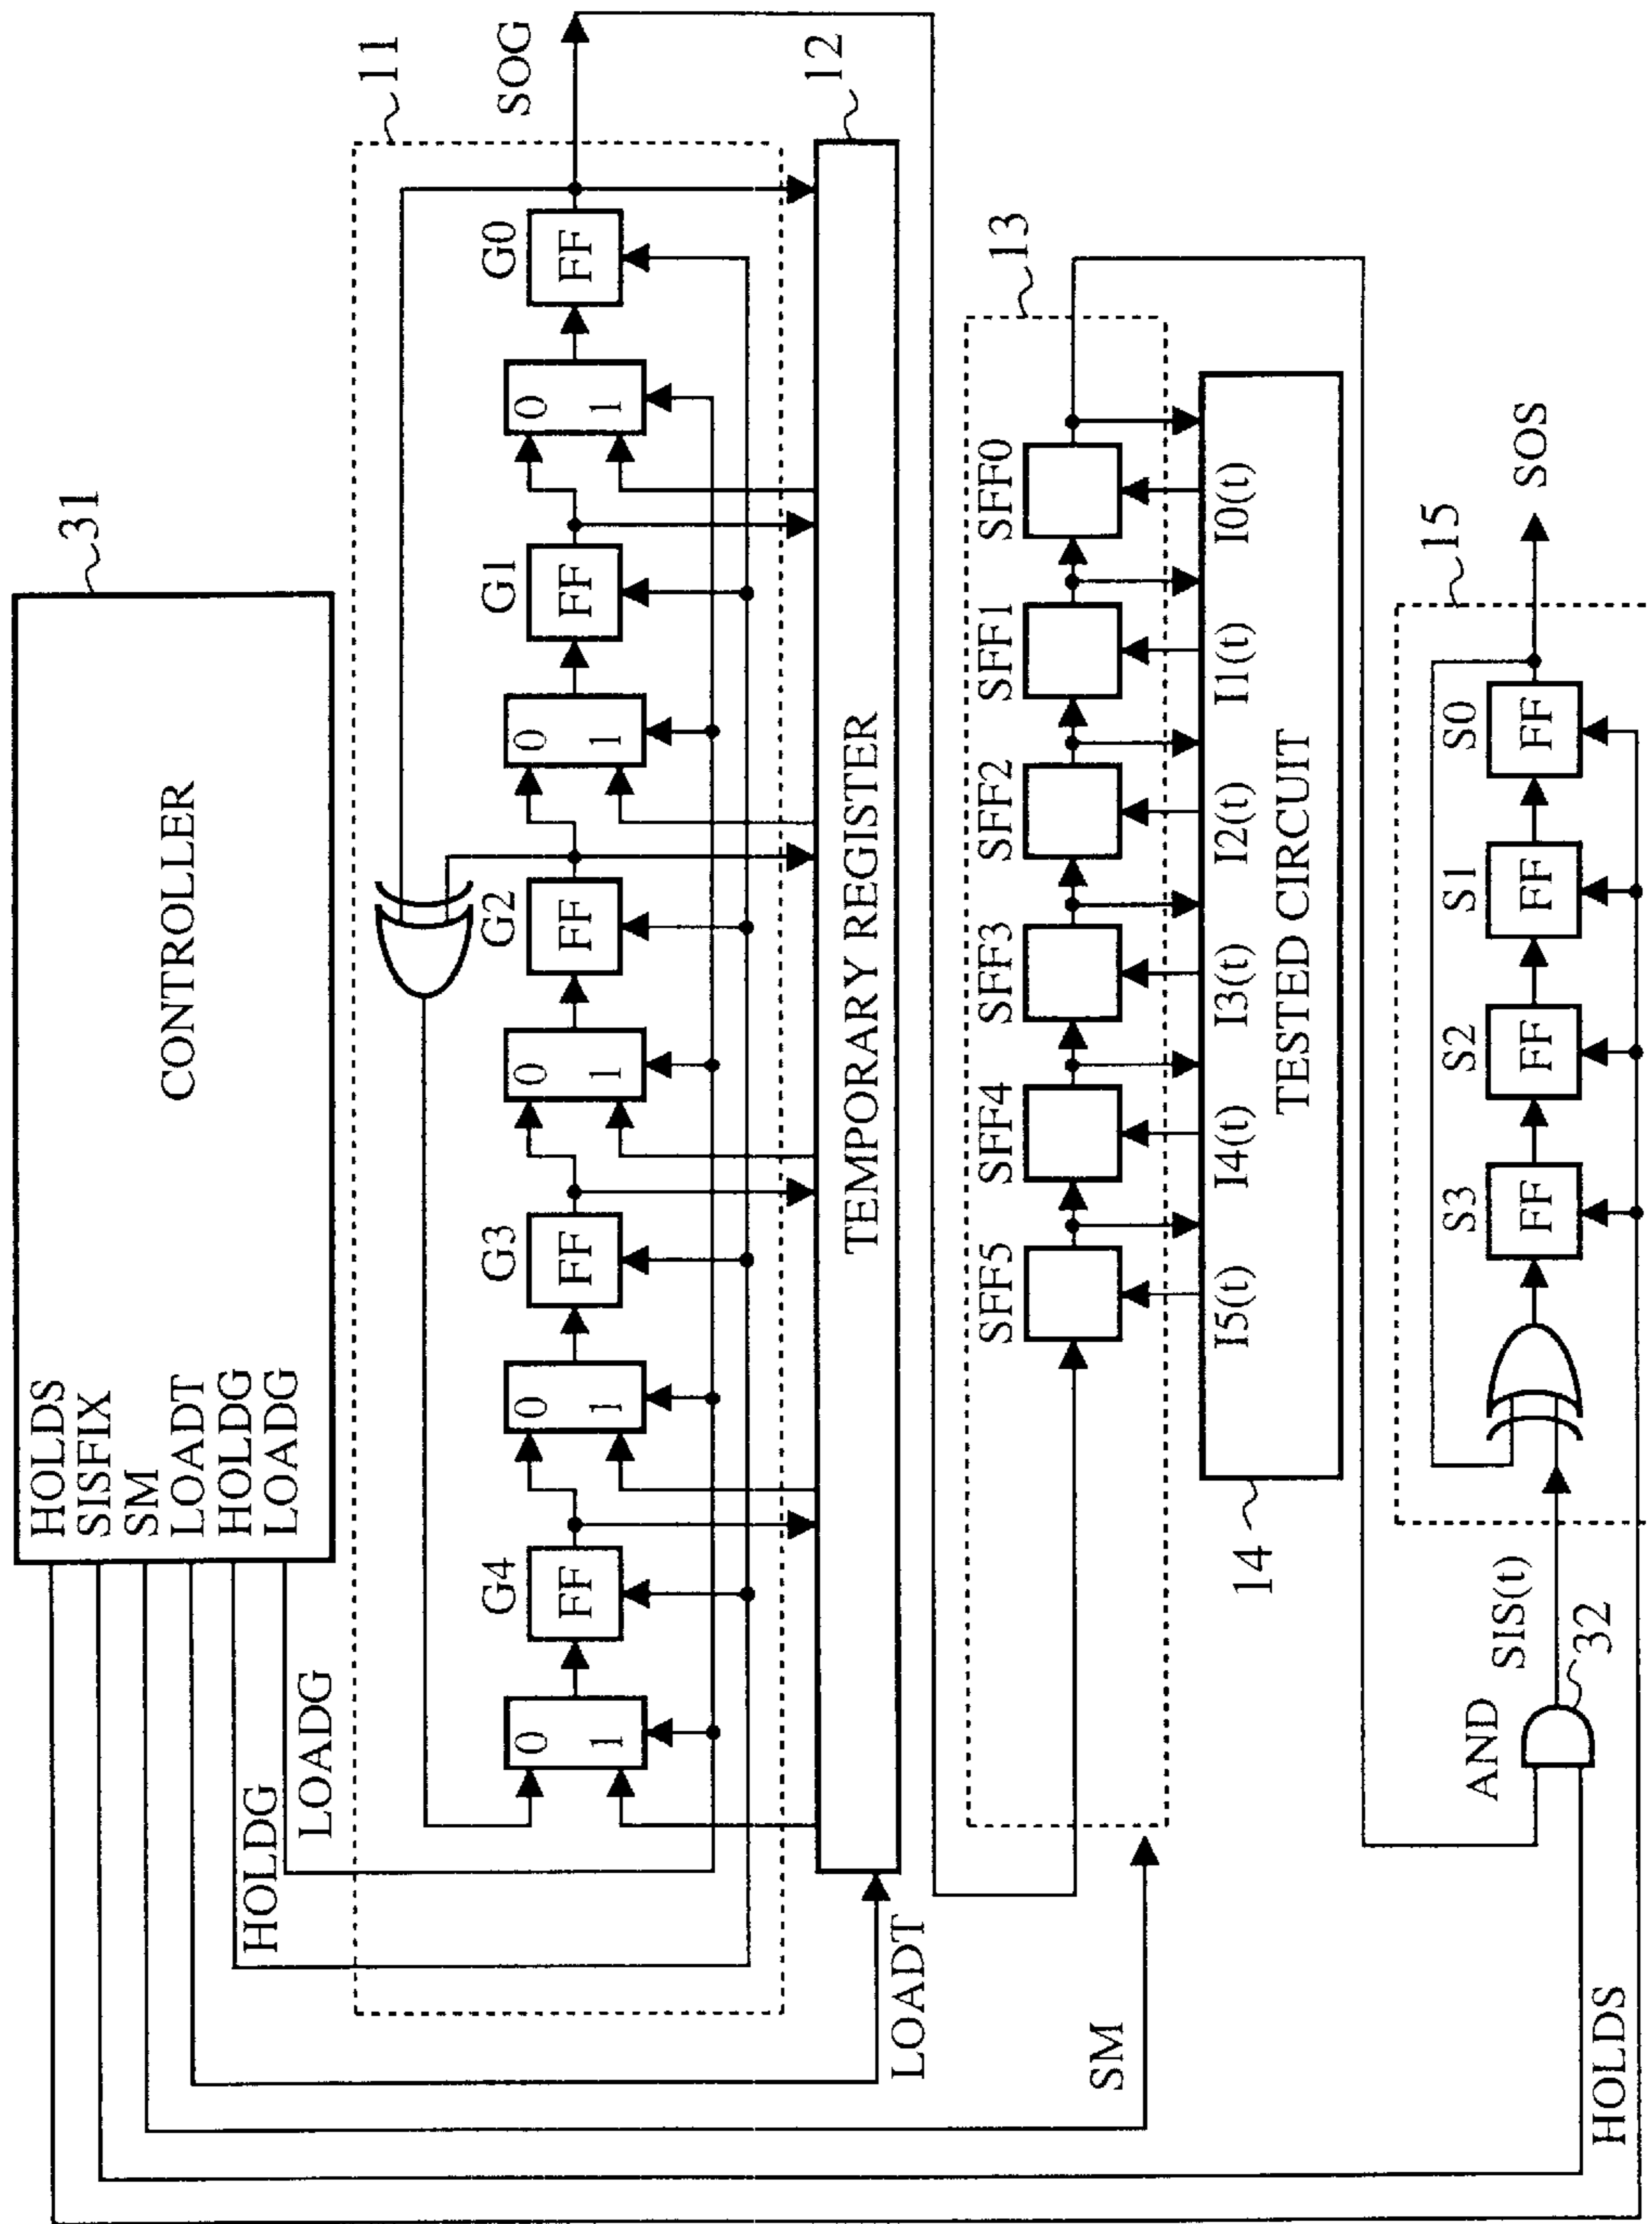 31
CONTROLLER
HOLDS
SISFIX
SM
LOADT
HOLDG
LOADG
HOLDG
LOADG
11
SOG
G4
G3
G2
G1
G0
0 0 0 0 0
1 1 1 1 1
FF FF FF FF FF
12
TEMPORARY REGISTER
LOADT
13
SFF5 SFF4 SFF3 SFF2 SFF1 SFF0
SM
I5(t) I4(t) I3(t) I2(t) I1(t) I0(t)
TESTED CIRCUIT
14
15
AND
SIS(t)
32
S3 S2 S1 S0
FF FF FF FF
SOS
HOLDS